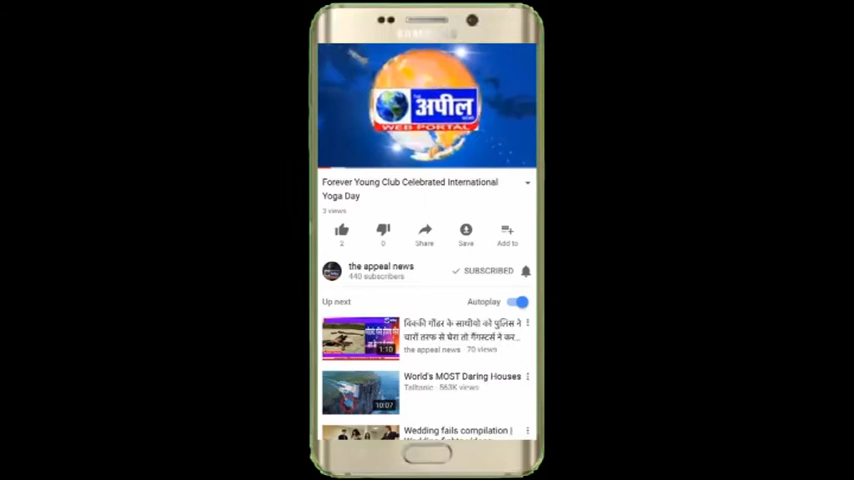 SAMSUNG
अपील
WEB PORTAL
Forever Young Club Celebrated International
Yoga Day
3 views
2
0
Share
Save
Add to
the appeal news
440 subscribers
SUBSCRIBED
Up next
Autoplay
विक्की गौंडर के साथीयो को पुलिस ने
चारों तरफ से घेरा तो गैंगस्टर्स ने कर...
the appeal news · 70 views
1:10
World's MOST Daring Houses
Talltanic · 563K views
10:07
Wedding fails compilation |